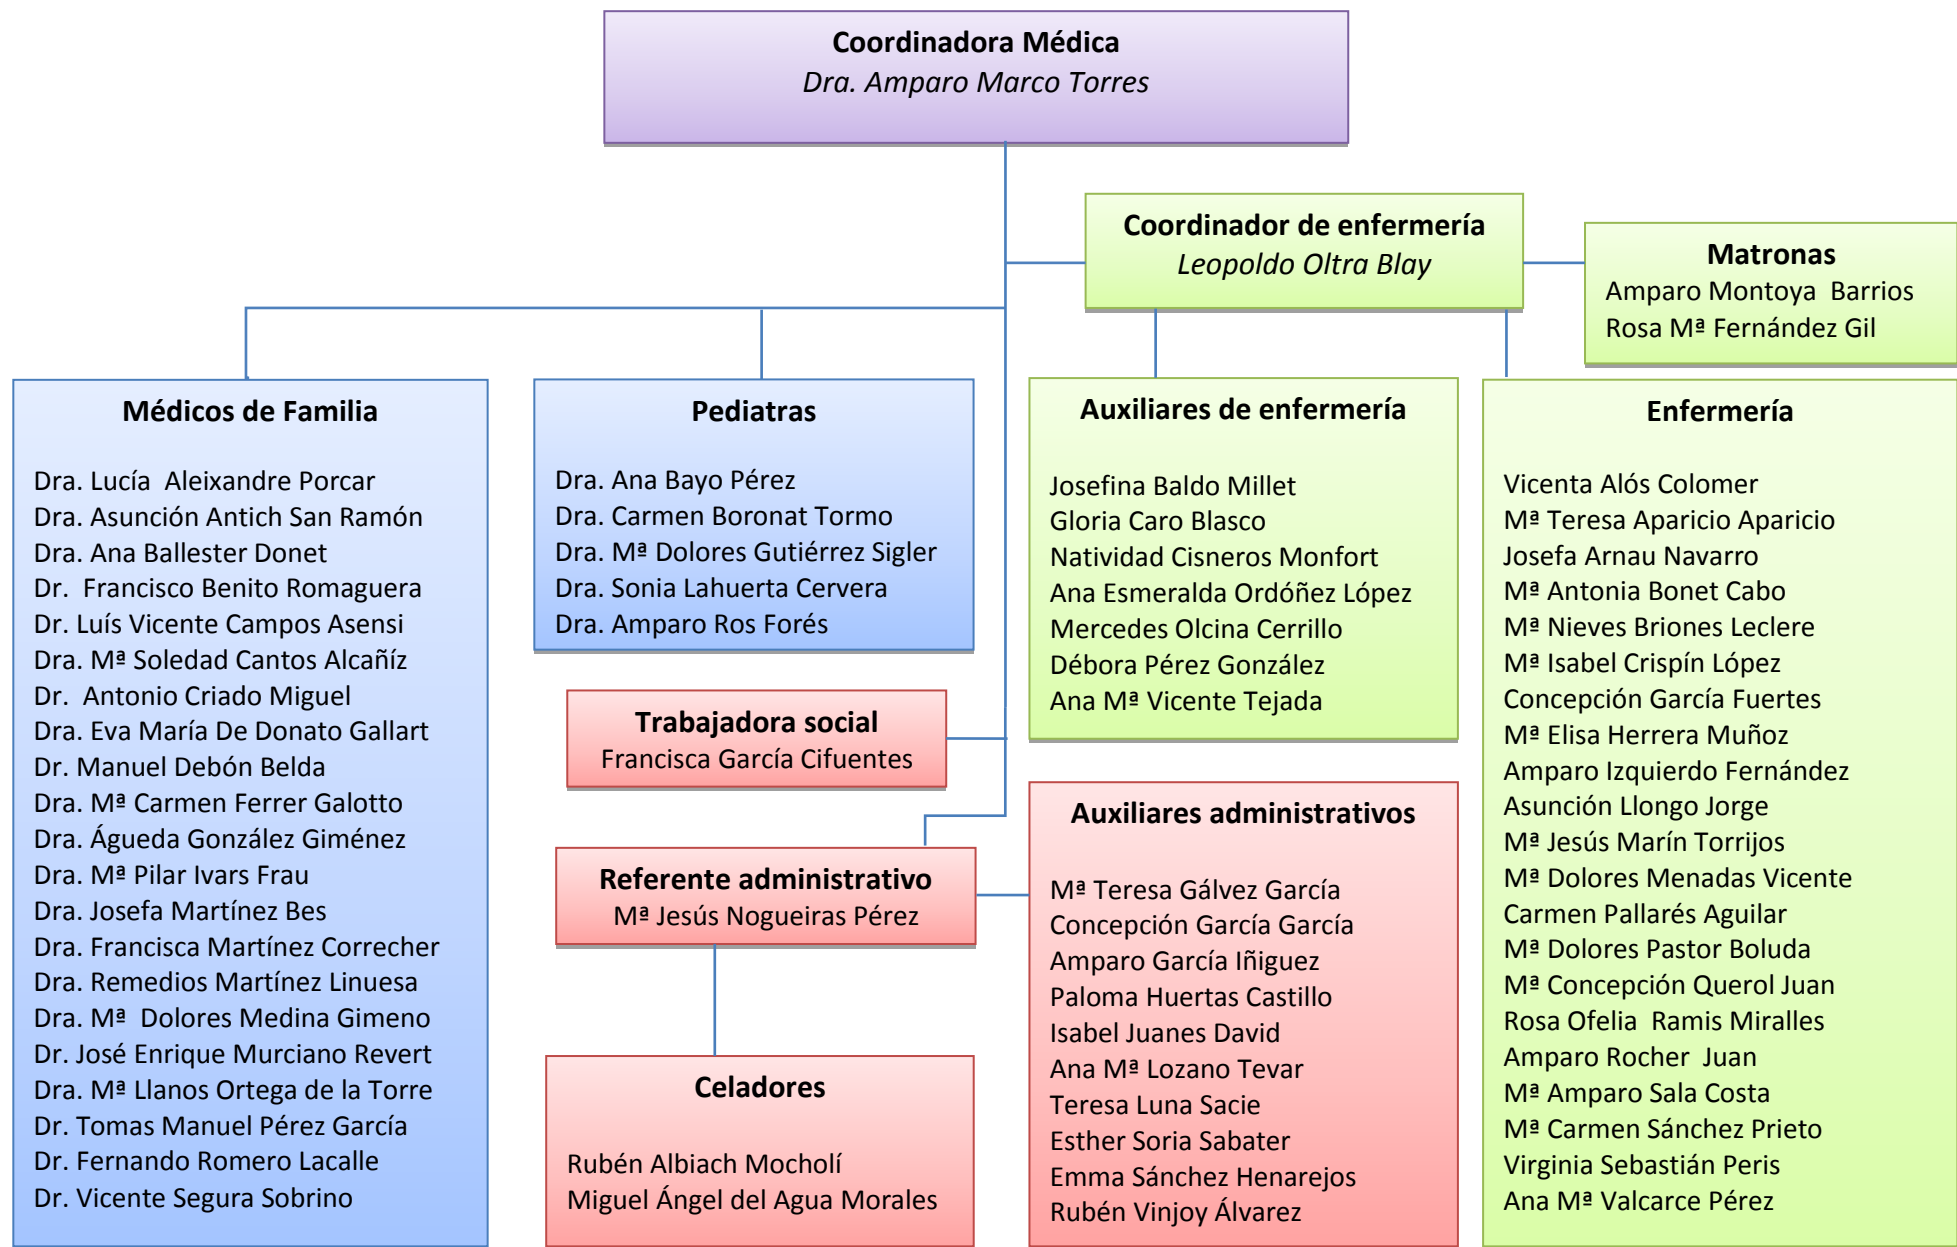 Coordinadora Médica
Dra. Amparo Marco Torres
Coordinador de enfermería
Leopoldo Oltra Blay
Matronas
Amparo Montoya  Barrios
Rosa Mª Fernández Gil
Médicos de Familia
Dra. Lucía  Aleixandre Porcar
Dra. Asunción Antich San Ramón
Dra. Ana Ballester Donet
Dr.  Francisco Benito Romaguera
Dr. Luís Vicente Campos Asensi
Dra. Mª Soledad Cantos Alcañíz
Dr.  Antonio Criado Miguel
Dra. Eva María De Donato Gallart
Dr. Manuel Debón Belda
Dra. Mª Carmen Ferrer Galotto
Dra. Águeda González Giménez
Dra. Mª Pilar Ivars Frau
Dra. Josefa Martínez Bes
Dra. Francisca Martínez Correcher
Dra. Remedios Martínez Linuesa
Dra. Mª  Dolores Medina Gimeno
Dr. José Enrique Murciano Revert
Dra. Mª Llanos Ortega de la Torre
Dr. Tomas Manuel Pérez García
Dr. Fernando Romero Lacalle
Dr. Vicente Segura Sobrino
Pediatras
Dra. Ana Bayo Pérez
Dra. Carmen Boronat Tormo
Dra. Mª Dolores Gutiérrez Sigler
Dra. Sonia Lahuerta Cervera
Dra. Amparo Ros Forés
Trabajadora social
Francisca García Cifuentes
Referente administrativo
Mª Jesús Nogueiras Pérez
Celadores
Rubén Albiach Mocholí
Miguel Ángel del Agua Morales
Auxiliares de enfermería
Josefina Baldo Millet
Gloria Caro Blasco
Natividad Cisneros Monfort
Ana Esmeralda Ordóñez López
Mercedes Olcina Cerrillo
Débora Pérez González
Ana Mª Vicente Tejada
Auxiliares administrativos
Mª Teresa Gálvez García
Concepción García García
Amparo García Iñiguez
Paloma Huertas Castillo
Isabel Juanes David
Ana Mª Lozano Tevar
Teresa Luna Sacie
Esther Soria Sabater
Emma Sánchez Henarejos
Rubén Vinjoy Álvarez
Enfermería
Vicenta Alós Colomer
Mª Teresa Aparicio Aparicio
Josefa Arnau Navarro
Mª Antonia Bonet Cabo
Mª Nieves Briones Leclere
Mª Isabel Crispín López
Concepción García Fuertes
Mª Elisa Herrera Muñoz
Amparo Izquierdo Fernández
Asunción Llongo Jorge
Mª Jesús Marín Torrijos
Mª Dolores Menadas Vicente
Carmen Pallarés Aguilar
Mª Dolores Pastor Boluda
Mª Concepción Querol Juan
Rosa Ofelia  Ramis Miralles
Amparo Rocher  Juan
Mª Amparo Sala Costa
Mª Carmen Sánchez Prieto
Virginia Sebastián Peris
Ana Mª Valcarce Pérez